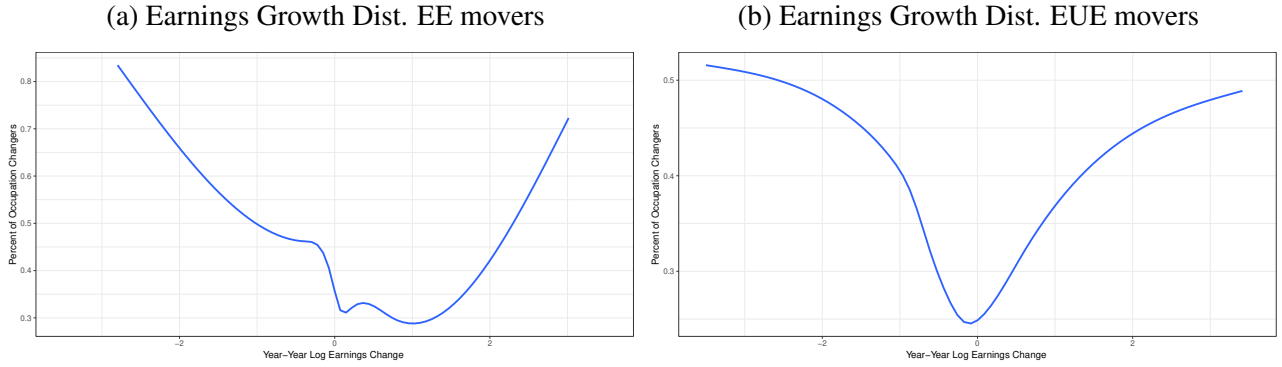 (a) Earnings Growth Dist. EE movers
Percent of Occupation Changers
0.8
0.7
0.6
0.5
0.4
0.3
−2
0
2
Year−Year Log Earnings Change
(b) Earnings Growth Dist. EUE movers
Percent of Occupation Changers
0.5
0.4
0.3
−2
0
2
Year−Year Log Earnings Change